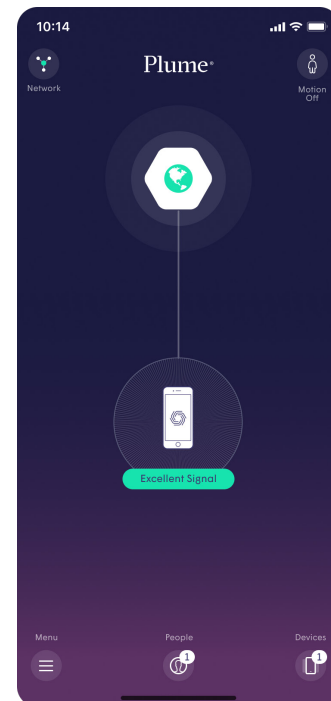 10:14
Plume®
Network
Motion
Off
Excellent Signal
Menu
People
Devices
1
1